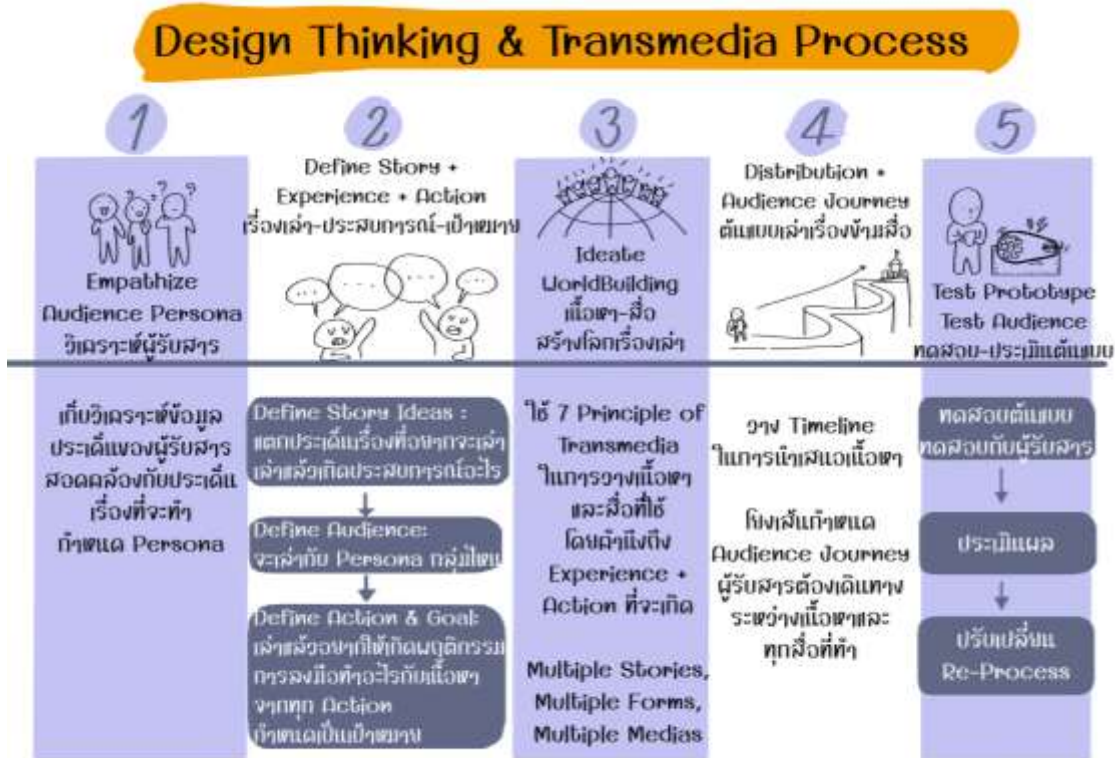 Design Thinking & Transmedia Process
1
Empathize
Audience Persona
วิเคราะห์ผู้รับสาร
เก็บวิเคราะห์ข้อมูล
ประเด็นของผู้รับสาร
สอดคล้องกับประเด็น
เรื่องที่จะทำ
กำหนด Persona
2
Define Story +
Experience + Action
เรื่องเล่า-ประสบการณ์-เป้าหมาย
Define Story Ideas :
แตกประเด็นเรื่องที่อยากจะเล่า
เล่าแล้วเกิดประสบการณ์อะไร
Define Audience:
จะเล่ากับ Persona กลุ่มไหน
Define Action & Goal:
เล่าแล้วอยากให้เกิดพฤติกรรม
การลงมือทำอะไรกับเนื้อหา
จากทุก Action
กำหนดเป็นเป้าหมาย
3
Ideate
WorldBuilding
เนื้อหา-สื่อ
สร้างโลกเรื่องเล่า
ใช้ 7 Principle of
Transmedia
ในการวางเนื้อหา
และสื่อที่ใช้
โดยคำนึงถึง
Experience +
Action ที่จะเกิด
Multiple Stories,
Multiple Forms,
Multiple Medias
4
Distribution +
Audience Journey
ต้นแบบเล่าเรื่องข้ามสื่อ
วาง Timeline
ในการนำเสนอเนื้อหา
โยงเส้นกำหนด
Audience Journey
ผู้รับสารต้องเดินทาง
ระหว่างเนื้อหาและ
ทุกสื่อที่ทำ
5
Test Prototype
Test Audience
ทดสอบ-ประเมินต้นแบบ
ทดสอบต้นแบบ
ทดสอบกับผู้รับสาร
ประเมินผล
ปรับเปลี่ยน
Re-Process